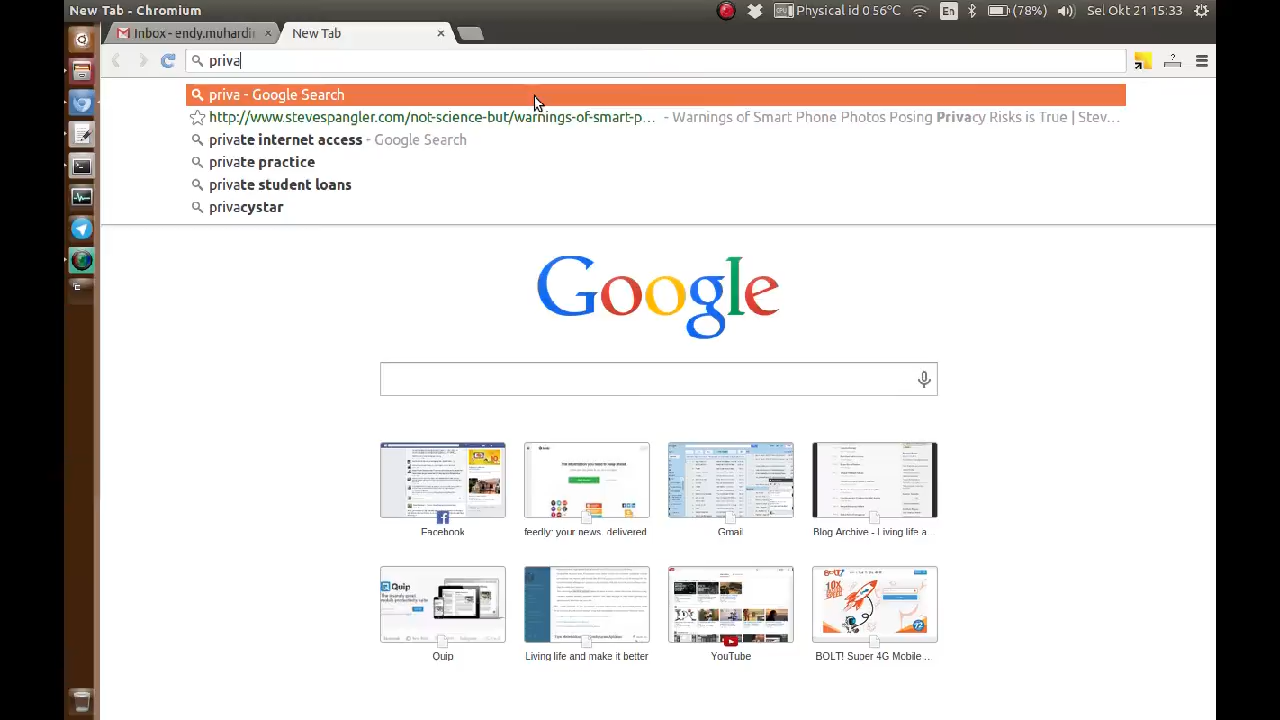 New Tab - Chromium
Physical id 0 56°C
En
(78%)
Sel Okt 21 15:33
Inbox - endy.muhardin
New Tab
priva
priva - Google Search
http://www.stevespangler.com/not-science-but/warnings-of-smart-p... - Warnings of Smart Phone Photos Posing Privacy Risks is True | Stev...
private internet access - Google Search
private practice
private student loans
privacystar
Google
Facebook
feedly: your news. delivered.
Gmail
Blog Archive - Living life a...
Quip
Quip
Living life and make it better
YouTube
BOLT!
10x
BOLT! Super 4G Mobile ...